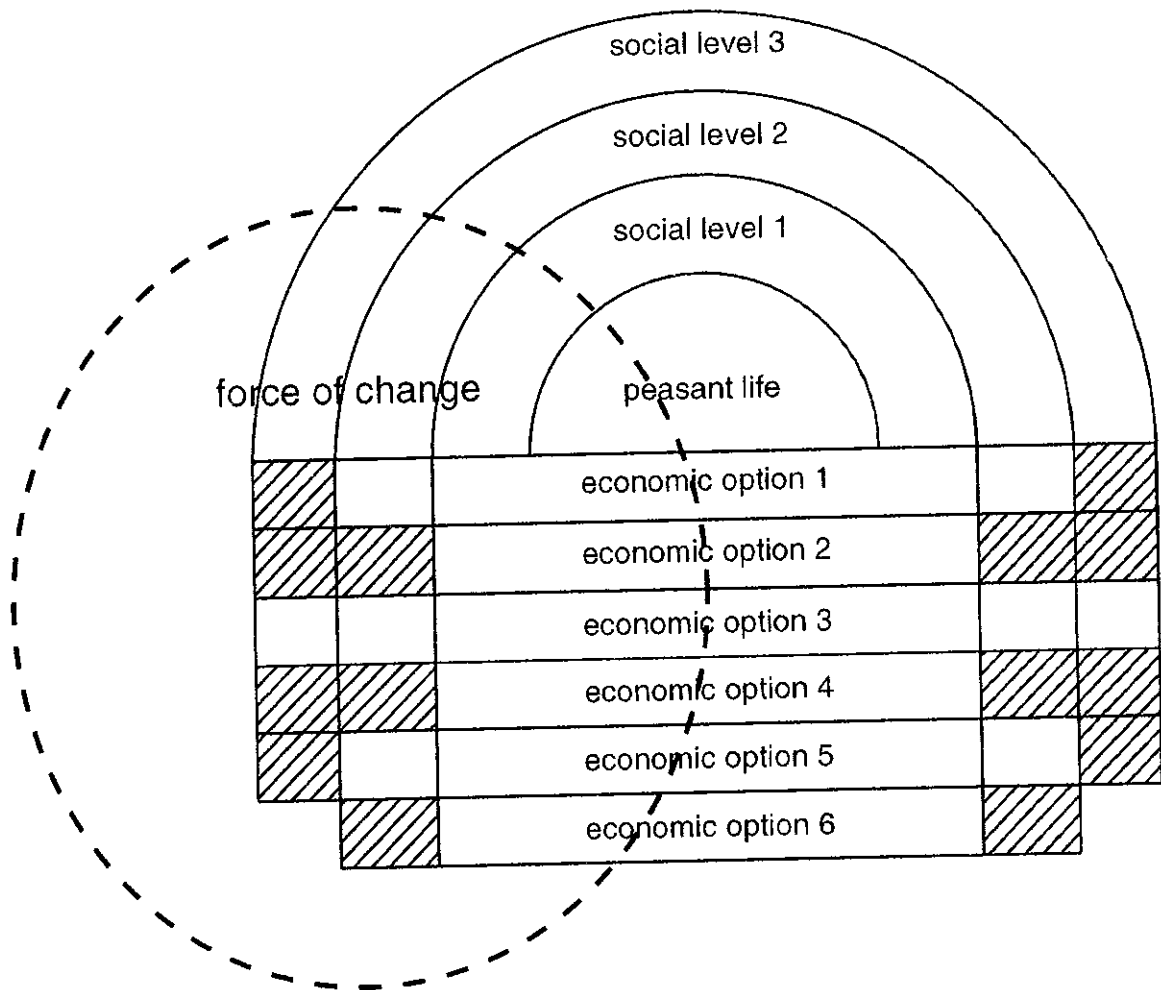 social level 3
social level 2
social level 1
force of change
peasant life
economic option 1
economic option 2
economic option 3
economic option 4
economic option 5
economic option 6